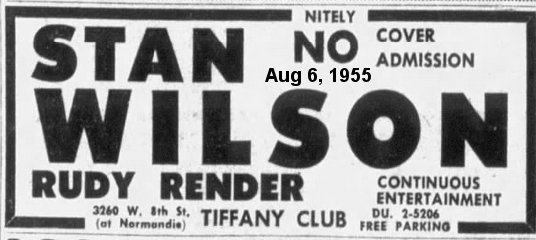 NITELY
STAN NO COVER
ADMISSION
Aug 6, 1955
WILSON
RUDY RENDER CONTINUOUS
ENTERTAINMENT
3260 W. 8th St. TIFFANY CLUB DU. 2-5206
(at Normandie) FREE PARKING